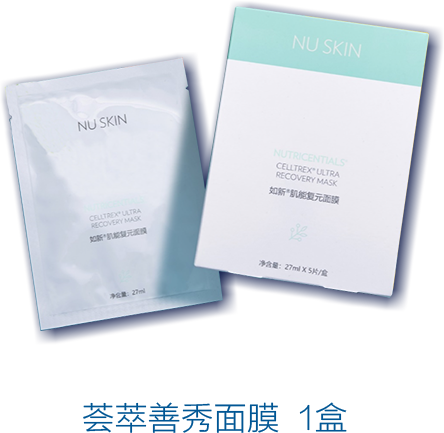 NU SKIN
CELLTREX® ULTRA
RECOVERY MASK
如新®肌能复元面膜
净含量：27ml
NU SKIN
NUTRICENTIALS®
CELLTREX® ULTRA
RECOVERY MASK
如新®肌能复元面膜
净含量：27ml X 5片/盒
荟萃善秀面膜 1盒